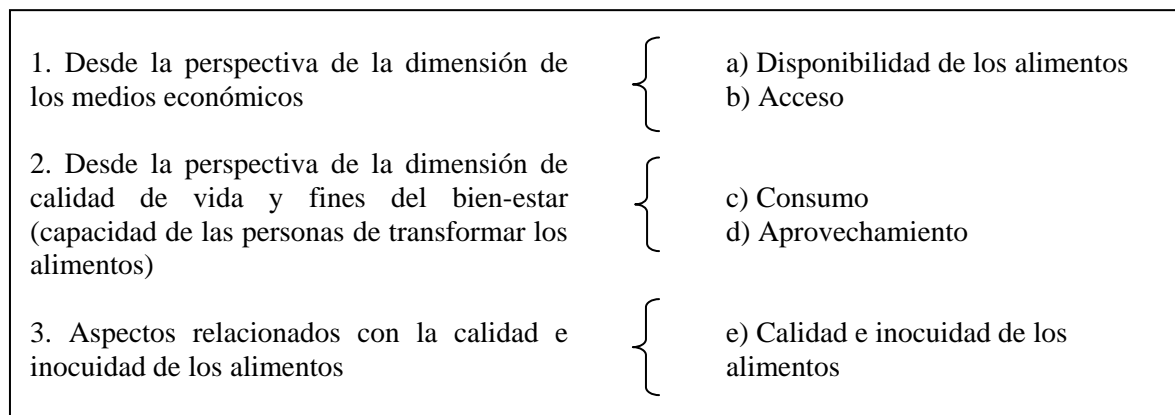 1. Desde la perspectiva de la dimensión de
los medios económicos
a) Disponibilidad de los alimentos
b) Acceso
2. Desde la perspectiva de la dimensión de
calidad de vida y fines del bien-estar
(capacidad de las personas de transformar los
alimentos)
c) Consumo
d) Aprovechamiento
3. Aspectos relacionados con la calidad e
inocuidad de los alimentos
e) Calidad e inocuidad de los
alimentos